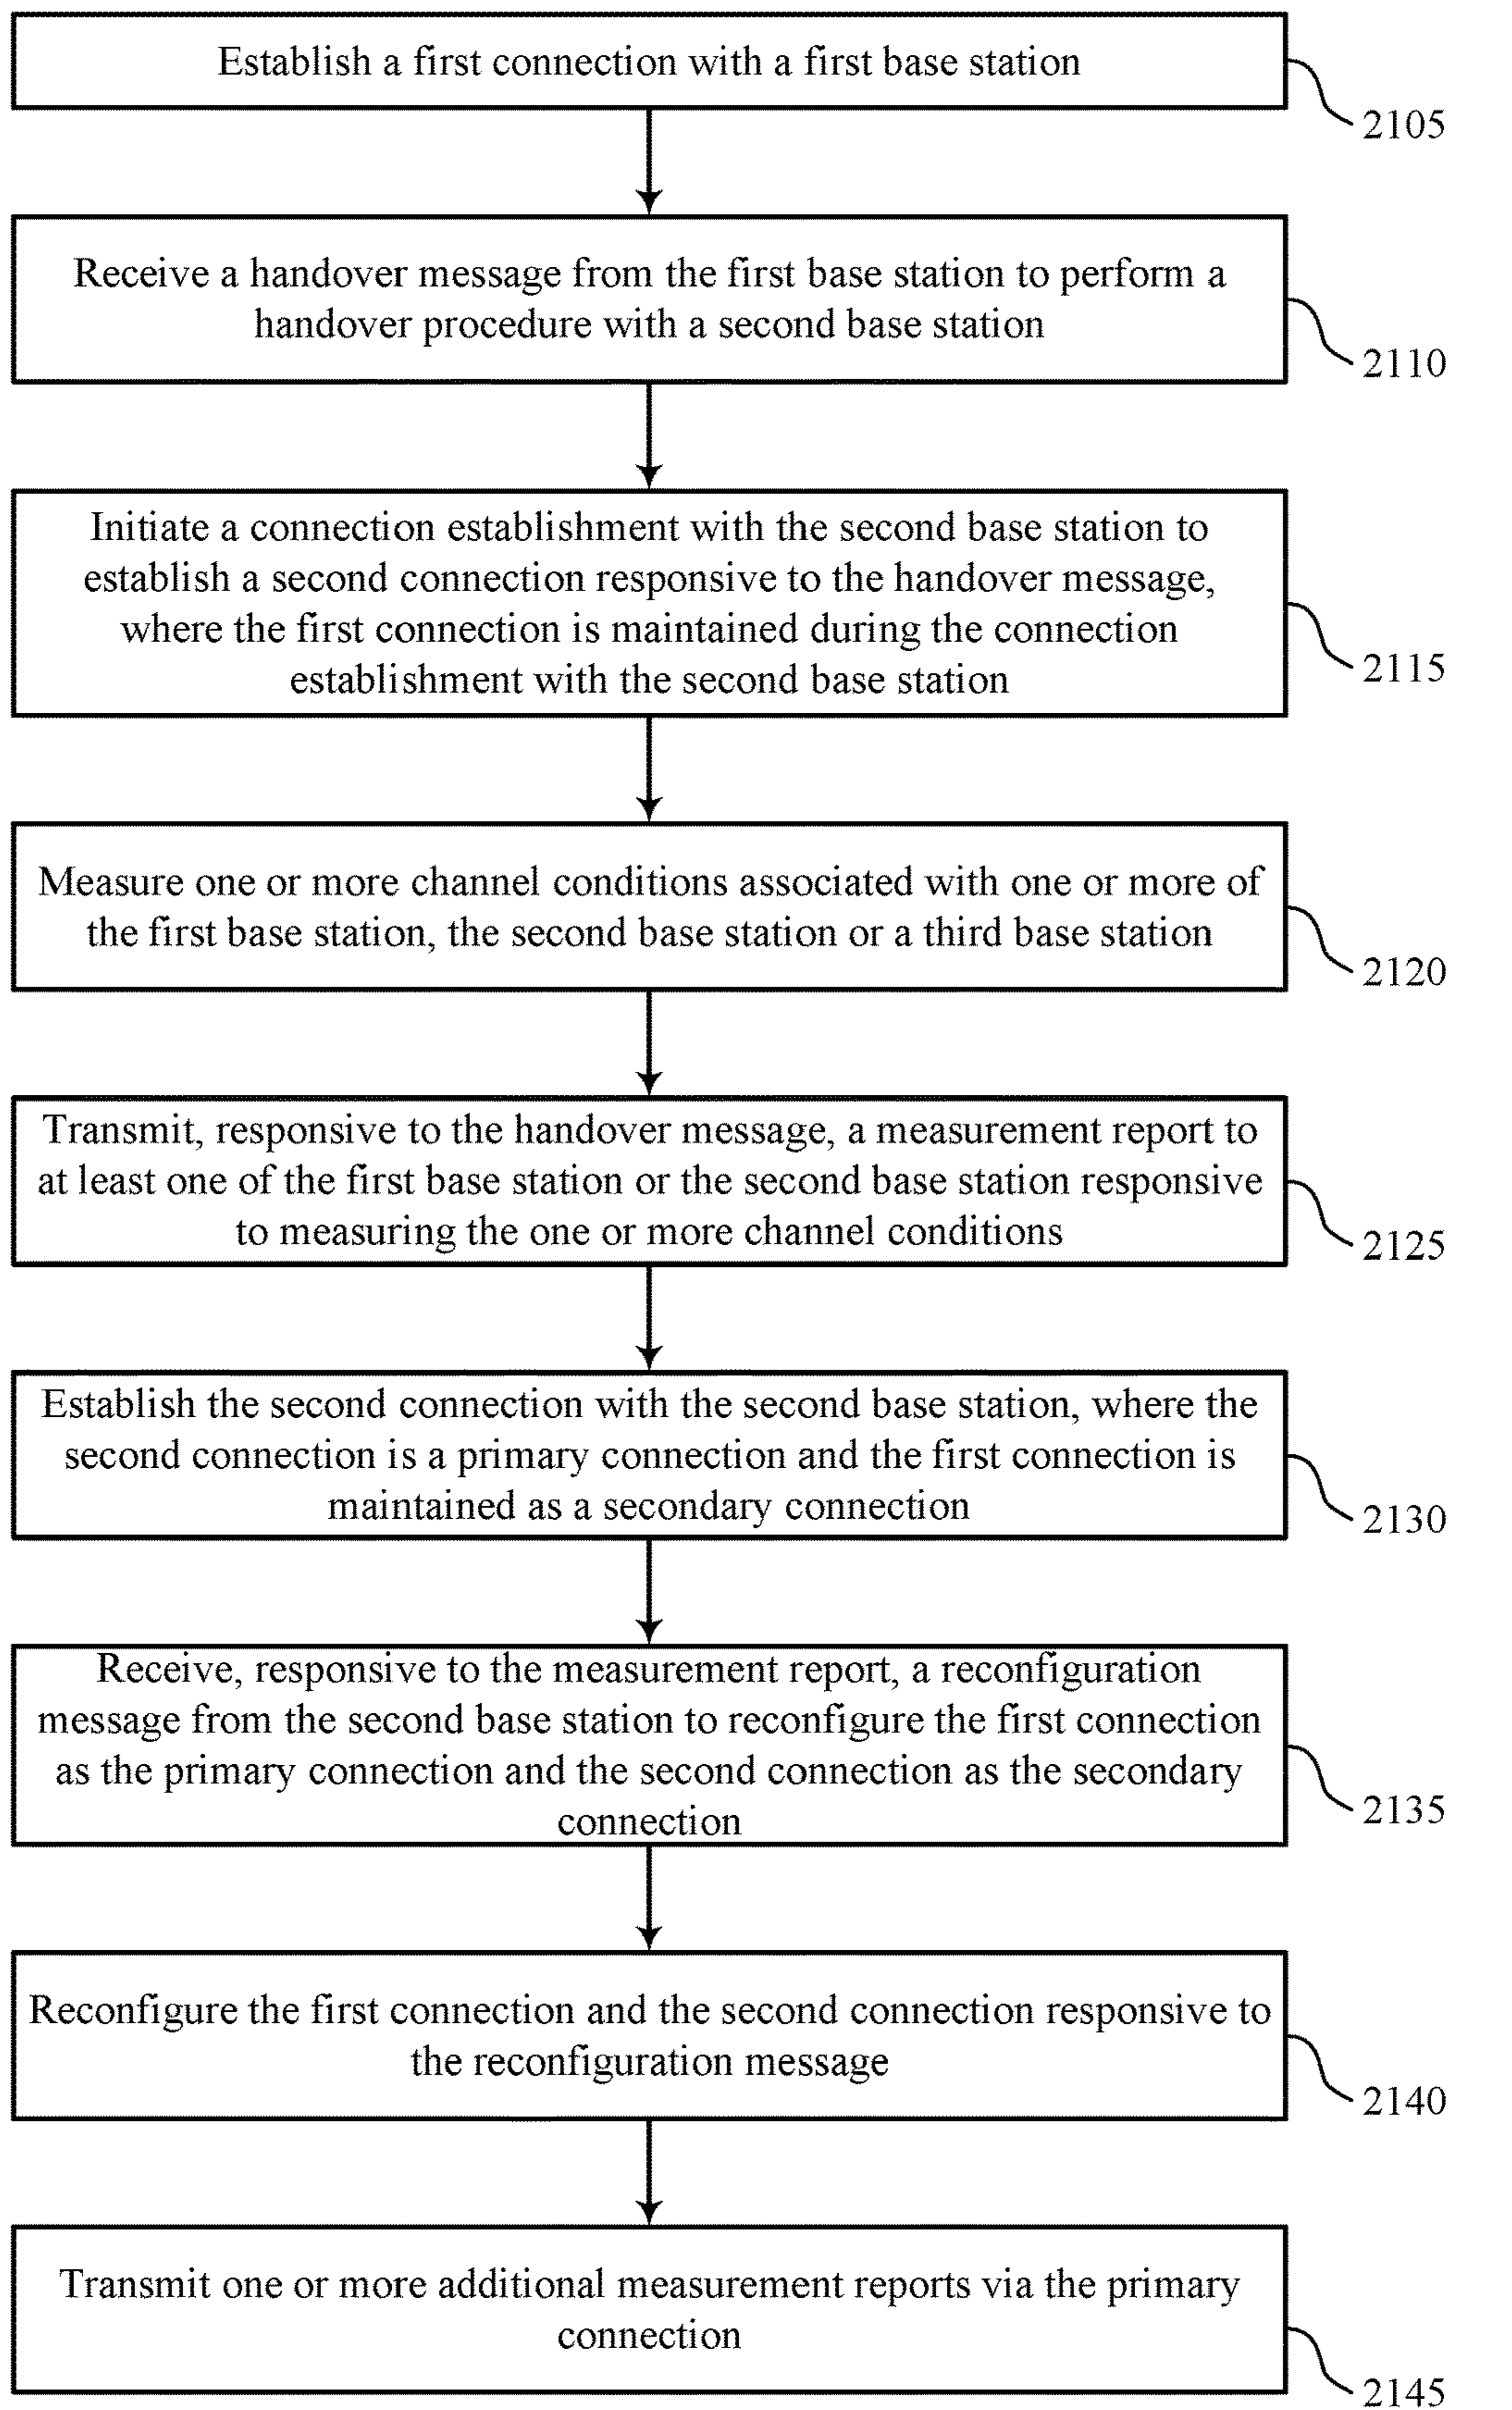 Establish a first connection with a first base station
2105
Receive a handover message from the first base station to perform a
handover procedure with a second base station
2110
Initiate a connection establishment with the second base station to
establish a second connection responsive to the handover message,
where the first connection is maintained during the connection
establishment with the second base station
2115
Measure one or more channel conditions associated with one or more of
the first base station, the second base station or a third base station
2120
Transmit, responsive to the handover message, a measurement report to
at least one of the first base station or the second base station responsive
to measuring the one or more channel conditions
2125
Establish the second connection with the second base station, where the
second connection is a primary connection and the first connection is
maintained as a secondary connection
2130
Receive, responsive to the measurement report, a reconfiguration
message from the second base station to reconfigure the first connection
as the primary connection and the second connection as the secondary
connection
2135
Reconfigure the first connection and the second connection responsive to
the reconfiguration message
2140
Transmit one or more additional measurement reports via the primary
connection
2145